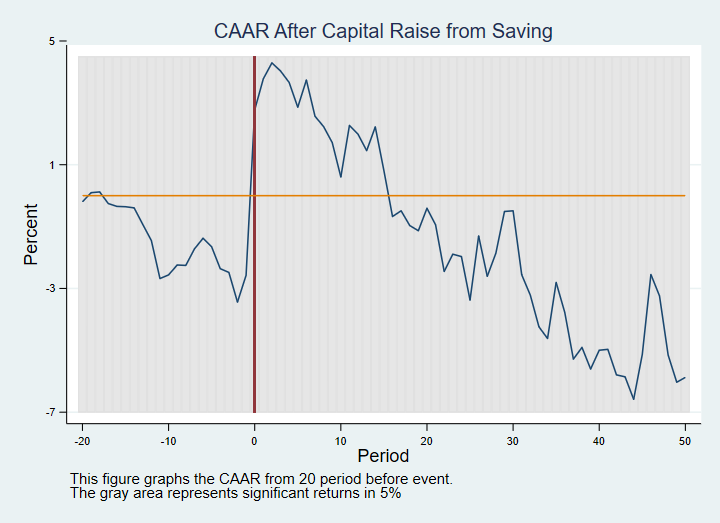 CAAR After Capital Raise from Saving
5
1
-3
-7
Percent
-20
-10
0
10
20
30
40
50
Period
This figure graphs the CAAR from 20 period before event.
The gray area represents significant returns in 5%